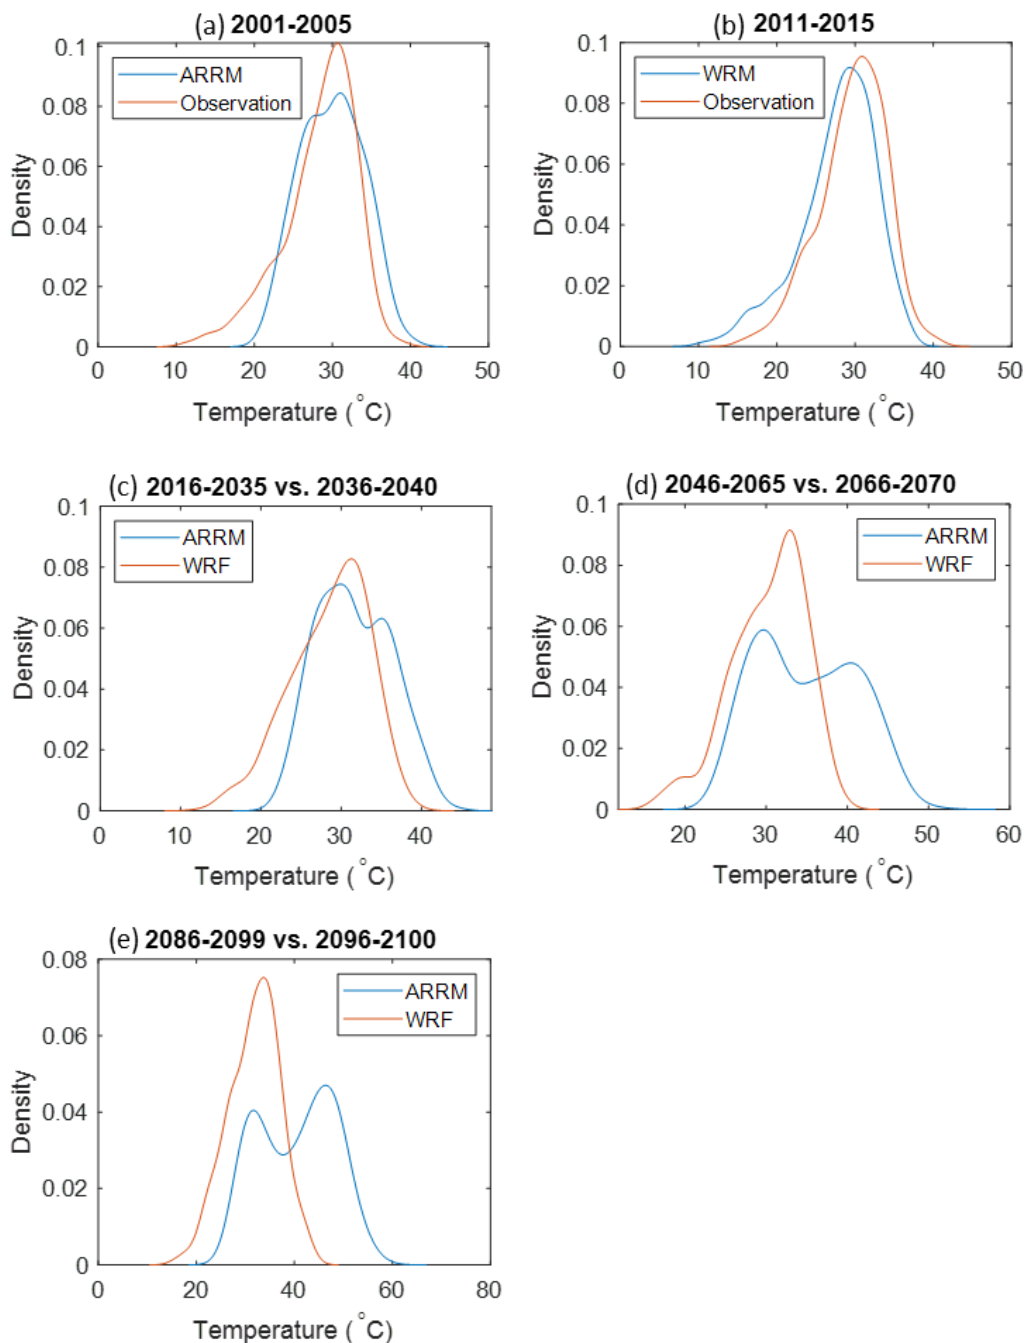 (a) 2001-2005
0.1
0.08
0.06
0.04
0.02
0
Density
ARRM
Observation
0 10 20 30 40 50
Temperature ( °C)
(b) 2011-2015
0.1
0.08
0.06
0.04
0.02
0
Density
WRM
Observation
0 10 20 30 40 50
Temperature ( °C)
(c) 2016-2035 vs. 2036-2040
0.1
0.08
0.06
0.04
0.02
0
Density
ARRM
WRF
0 10 20 30 40
Temperature ( °C)
(d) 2046-2065 vs. 2066-2070
0.1
0.08
0.06
0.04
0.02
0
Density
ARRM
WRF
20 30 40 50 60
Temperature ( °C)
(e) 2086-2099 vs. 2096-2100
0.08
0.06
0.04
0.02
0
Density
ARRM
WRF
0 20 40 60 80
Temperature ( °C)